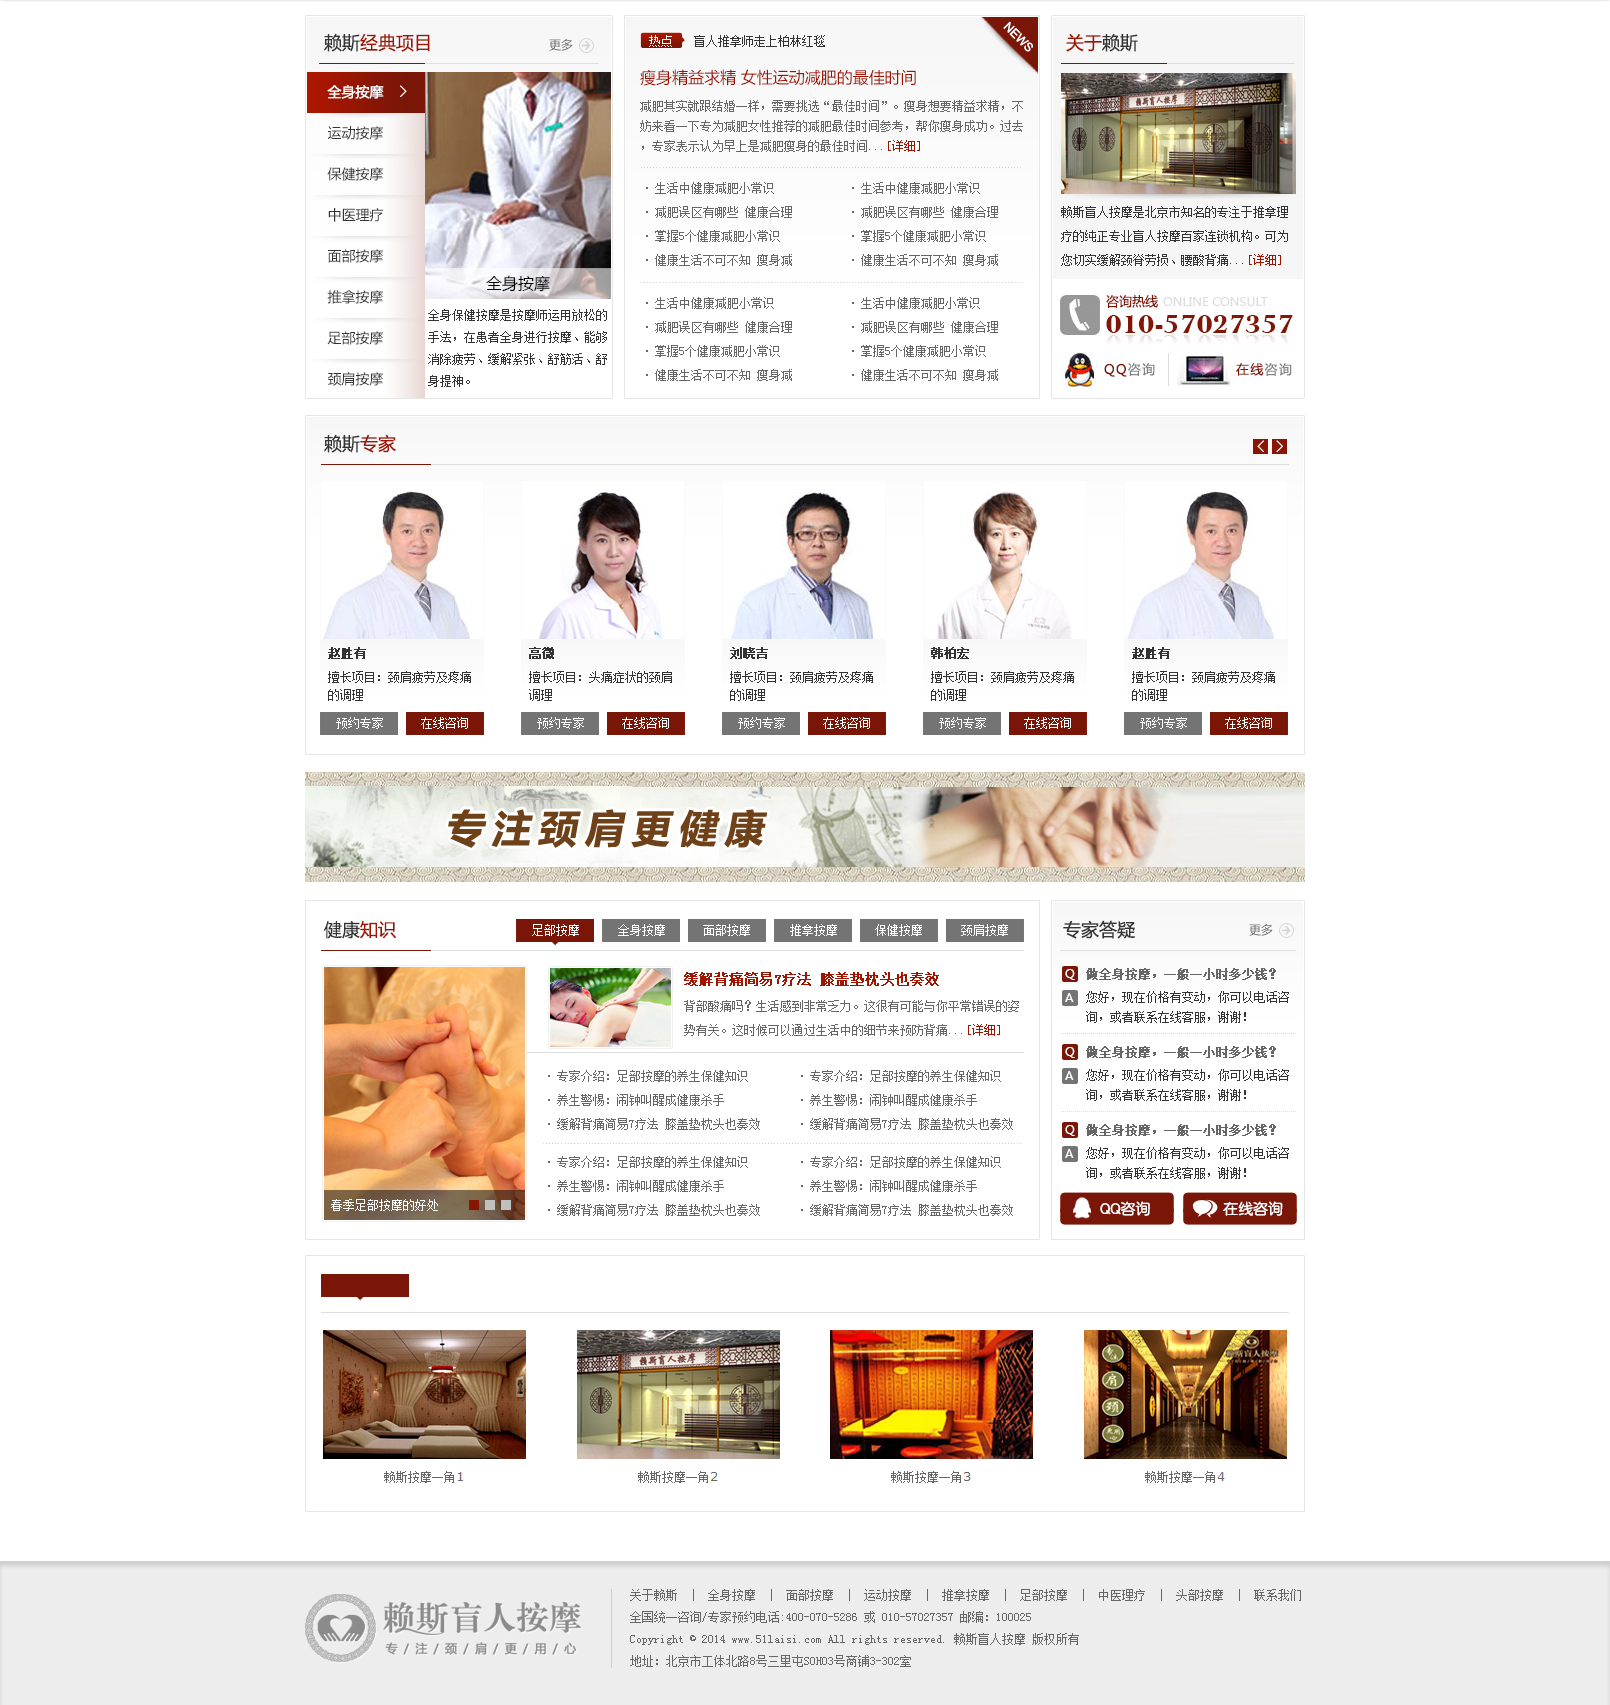 赖斯经典项目
更多
全身按摩
运动按摩
保健按摩
中医理疗
面部按摩
推拿按摩
足部按摩
颈肩按摩
全身按摩
全身保健按摩是按摩师运用放松的
手法，在患者全身进行按摩、能够
消除疲劳、缓解紧张、舒筋活、舒
身提神。
热点 盲人推拿师走上柏林红毯
NEWS
瘦身精益求精 女性运动减肥的最佳时间
减肥其实就跟结婚一样，需要挑选“最佳时间”。瘦身想要精益求精，不
妨来看一下专为减肥女性推荐的减肥最佳时间参考，帮你瘦身成功。过去
，专家表示认为早上是减肥瘦身的最佳时间...[详细]
· 生活中健康减肥小常识 · 生活中健康减肥小常识
· 减肥误区有哪些 健康合理 · 减肥误区有哪些 健康合理
· 掌握5个健康减肥小常识 · 掌握5个健康减肥小常识
· 健康生活不可不知 瘦身减 · 健康生活不可不知 瘦身减
· 生活中健康减肥小常识 · 生活中健康减肥小常识
· 减肥误区有哪些 健康合理 · 减肥误区有哪些 健康合理
· 掌握5个健康减肥小常识 · 掌握5个健康减肥小常识
· 健康生活不可不知 瘦身减 · 健康生活不可不知 瘦身减
关于赖斯
赖斯盲人按摩
赖斯盲人按摩是北京市知名的专注于推拿理
疗的纯正专业盲人按摩百家连锁机构。可为
您切实缓解颈脊劳损、腰酸背痛...[详细]
咨询热线 ONLINE CONSULT
010-57027357
QQ咨询 在线咨询
赖斯专家
赵胜有
擅长项目：颈肩疲劳及疼痛
的调理
预约专家 在线咨询
高微
擅长项目：头痛症状的颈肩
调理
预约专家 在线咨询
刘晓吉
擅长项目：颈肩疲劳及疼痛
的调理
预约专家 在线咨询
韩柏宏
擅长项目：颈肩疲劳及疼痛
的调理
预约专家 在线咨询
赵胜有
擅长项目：颈肩疲劳及疼痛
的调理
预约专家 在线咨询
专注颈肩更健康
健康知识
足部按摩 全身按摩 面部按摩 推拿按摩 保健按摩 颈肩按摩
春季足部按摩的好处
缓解背痛简易7疗法 膝盖垫枕头也奏效
背部酸痛吗？生活感到非常乏力。这很有可能与你平常错误的姿
势有关。这时候可以通过生活中的细节来预防背痛...[详细]
· 专家介绍：足部按摩的养生保健知识 · 专家介绍：足部按摩的养生保健知识
· 养生警惕：闹钟叫醒成健康杀手 · 养生警惕：闹钟叫醒成健康杀手
· 缓解背痛简易7疗法 膝盖垫枕头也奏效 · 缓解背痛简易7疗法 膝盖垫枕头也奏效
· 专家介绍：足部按摩的养生保健知识 · 专家介绍：足部按摩的养生保健知识
· 养生警惕：闹钟叫醒成健康杀手 · 养生警惕：闹钟叫醒成健康杀手
· 缓解背痛简易7疗法 膝盖垫枕头也奏效 · 缓解背痛简易7疗法 膝盖垫枕头也奏效
专家答疑
更多
Q 做全身按摩，一般一小时多少钱？
A 您好，现在价格有变动，你可以电话咨
询，或者联系在线客服，谢谢！
Q 做全身按摩，一般一小时多少钱？
A 您好，现在价格有变动，你可以电话咨
询，或者联系在线客服，谢谢！
Q 做全身按摩，一般一小时多少钱？
A 您好，现在价格有变动，你可以电话咨
询，或者联系在线客服，谢谢！
QQ咨询 在线咨询
赖斯盲人按摩
赖斯盲人按摩
肩
颈
赖斯按摩一角1
赖斯按摩一角2
赖斯按摩一角3
赖斯按摩一角4
赖斯盲人按摩
专/注/颈/肩/更/用/心
关于赖斯 | 全身按摩 | 面部按摩 | 运动按摩 | 推拿按摩 | 足部按摩 | 中医理疗 | 头部按摩 | 联系我们
全国统一咨询/专家预约电话:400-070-5286 或 010-57027357 邮编：100025
Copyright © 2014 www.51laisi.com All rights reserved. 赖斯盲人按摩 版权所有
地址：北京市工体北路8号三里屯SOHO3号商铺3-302室